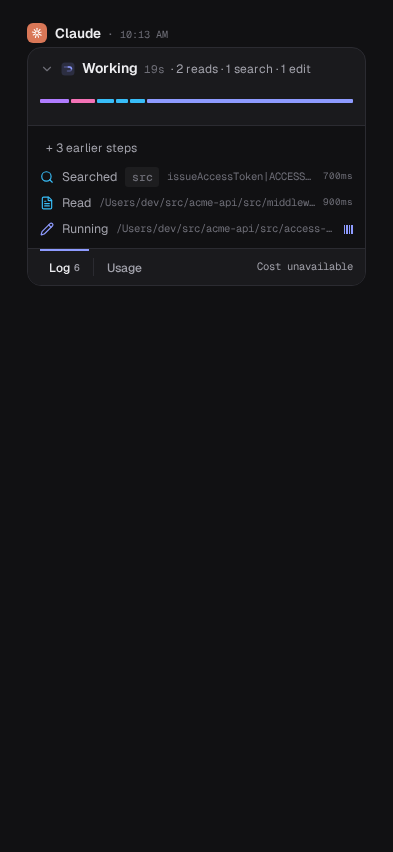 Claude · 10:13 AM
Working 19s · 2 reads · 1 search · 1 edit
+ 3 earlier steps
Searched src issueAccessToken|ACCESS… 700ms
Read /Users/dev/src/acme-api/src/middlew… 900ms
Running /Users/dev/src/acme-api/src/access-…
Log 6 Usage Cost unavailable